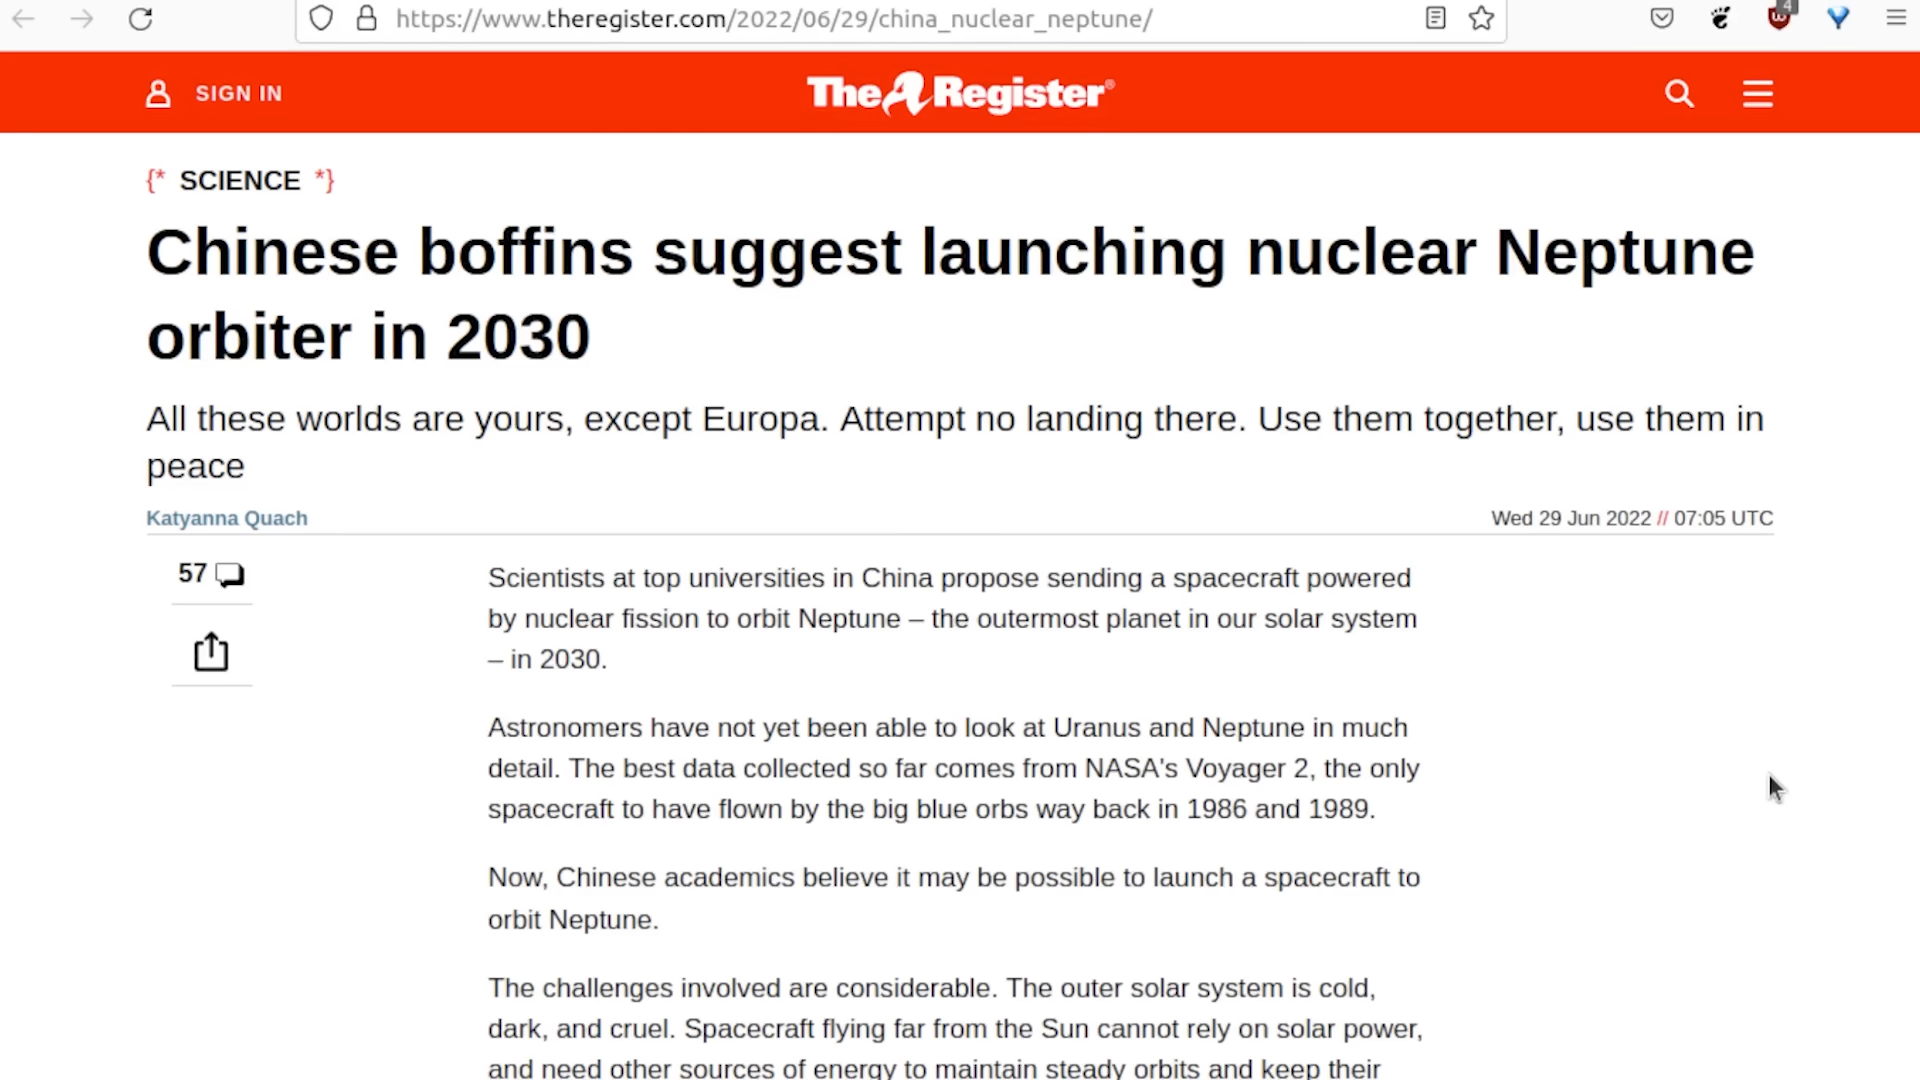 https://www.theregister.com/2022/06/29/china_nuclear_neptune/
4
SIGN IN
The Register®
{* SCIENCE *}
Chinese boffins suggest launching nuclear Neptune
orbiter in 2030
All these worlds are yours, except Europa. Attempt no landing there. Use them together, use them in
peace
Katyanna Quach
Wed 29 Jun 2022 // 07:05 UTC
57
Scientists at top universities in China propose sending a spacecraft powered
by nuclear fission to orbit Neptune – the outermost planet in our solar system
– in 2030.
Astronomers have not yet been able to look at Uranus and Neptune in much
detail. The best data collected so far comes from NASA's Voyager 2, the only
spacecraft to have flown by the big blue orbs way back in 1986 and 1989.
Now, Chinese academics believe it may be possible to launch a spacecraft to
orbit Neptune.
The challenges involved are considerable. The outer solar system is cold,
dark, and cruel. Spacecraft flying far from the Sun cannot rely on solar power,
and need other sources of energy to maintain steady orbits and keep their